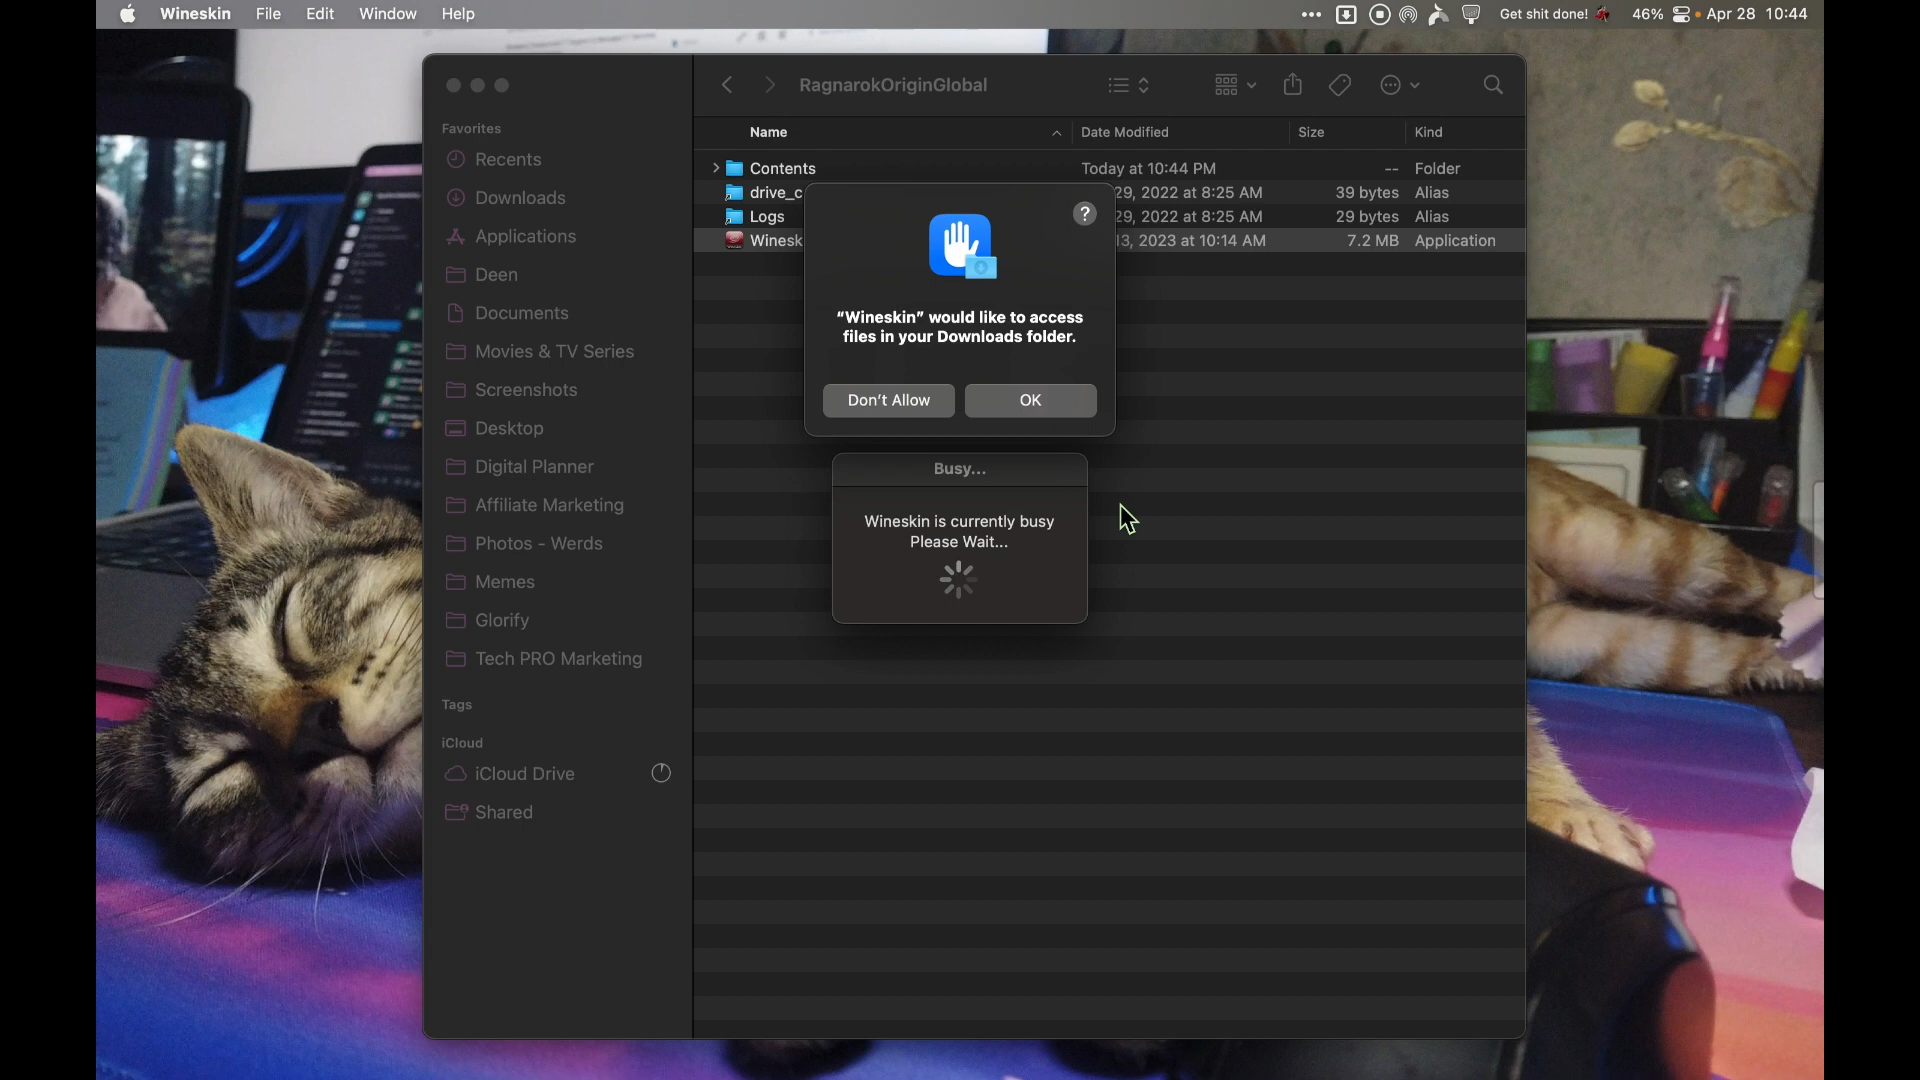 Wineskin File Edit Window Help
Get shit done! 46% Apr 28 10:44
RagnarokOriginGlobal
Favorites
Recents
Downloads
Applications
Deen
Documents
Movies & TV Series
Screenshots
Desktop
Digital Planner
Affiliate Marketing
Photos - Werds
Memes
Glorify
Tech PRO Marketing
Tags
iCloud
iCloud Drive
Shared
Name Date Modified Size Kind
Contents Today at 10:44 PM -- Folder
drive_c 29, 2022 at 8:25 AM 39 bytes Alias
Logs 29, 2022 at 8:25 AM 29 bytes Alias
Winesk 13, 2023 at 10:14 AM 7.2 MB Application
?
“Wineskin” would like to access
files in your Downloads folder.
Don’t Allow OK
Busy...
Wineskin is currently busy
Please Wait...